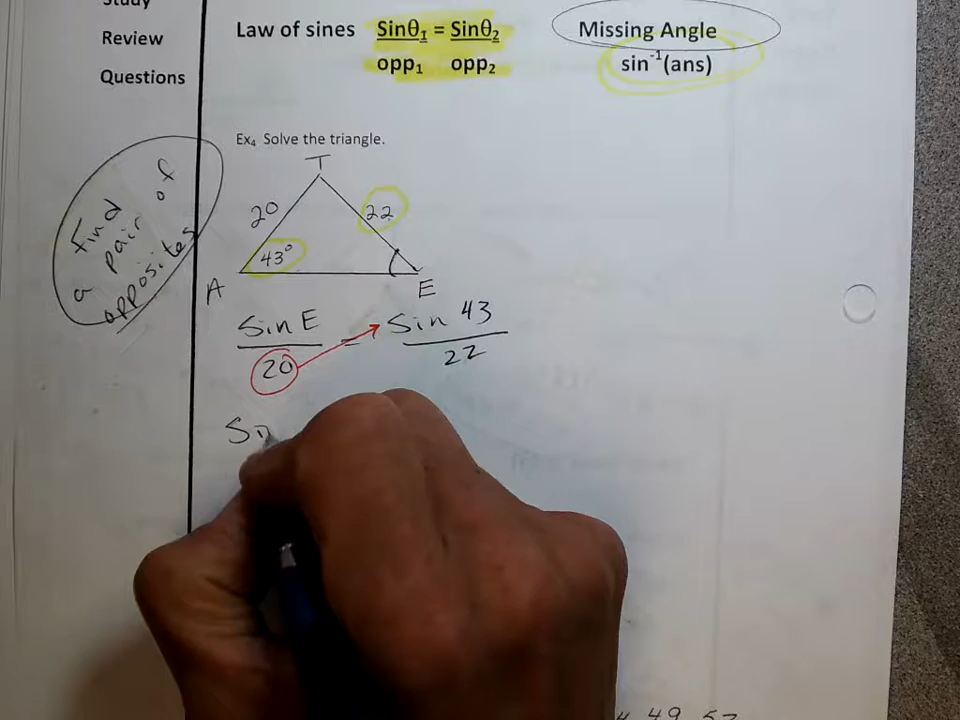 Study
Review
Questions
Law of sines Sinθ₁ = Sinθ₂
opp₁ opp₂
Missing Angle
sin⁻¹(ans)
Ex₄ Solve the triangle.
Find
a pair of
opposites
T
20
22
43°
A
E
Sin E = Sin 43
20 22